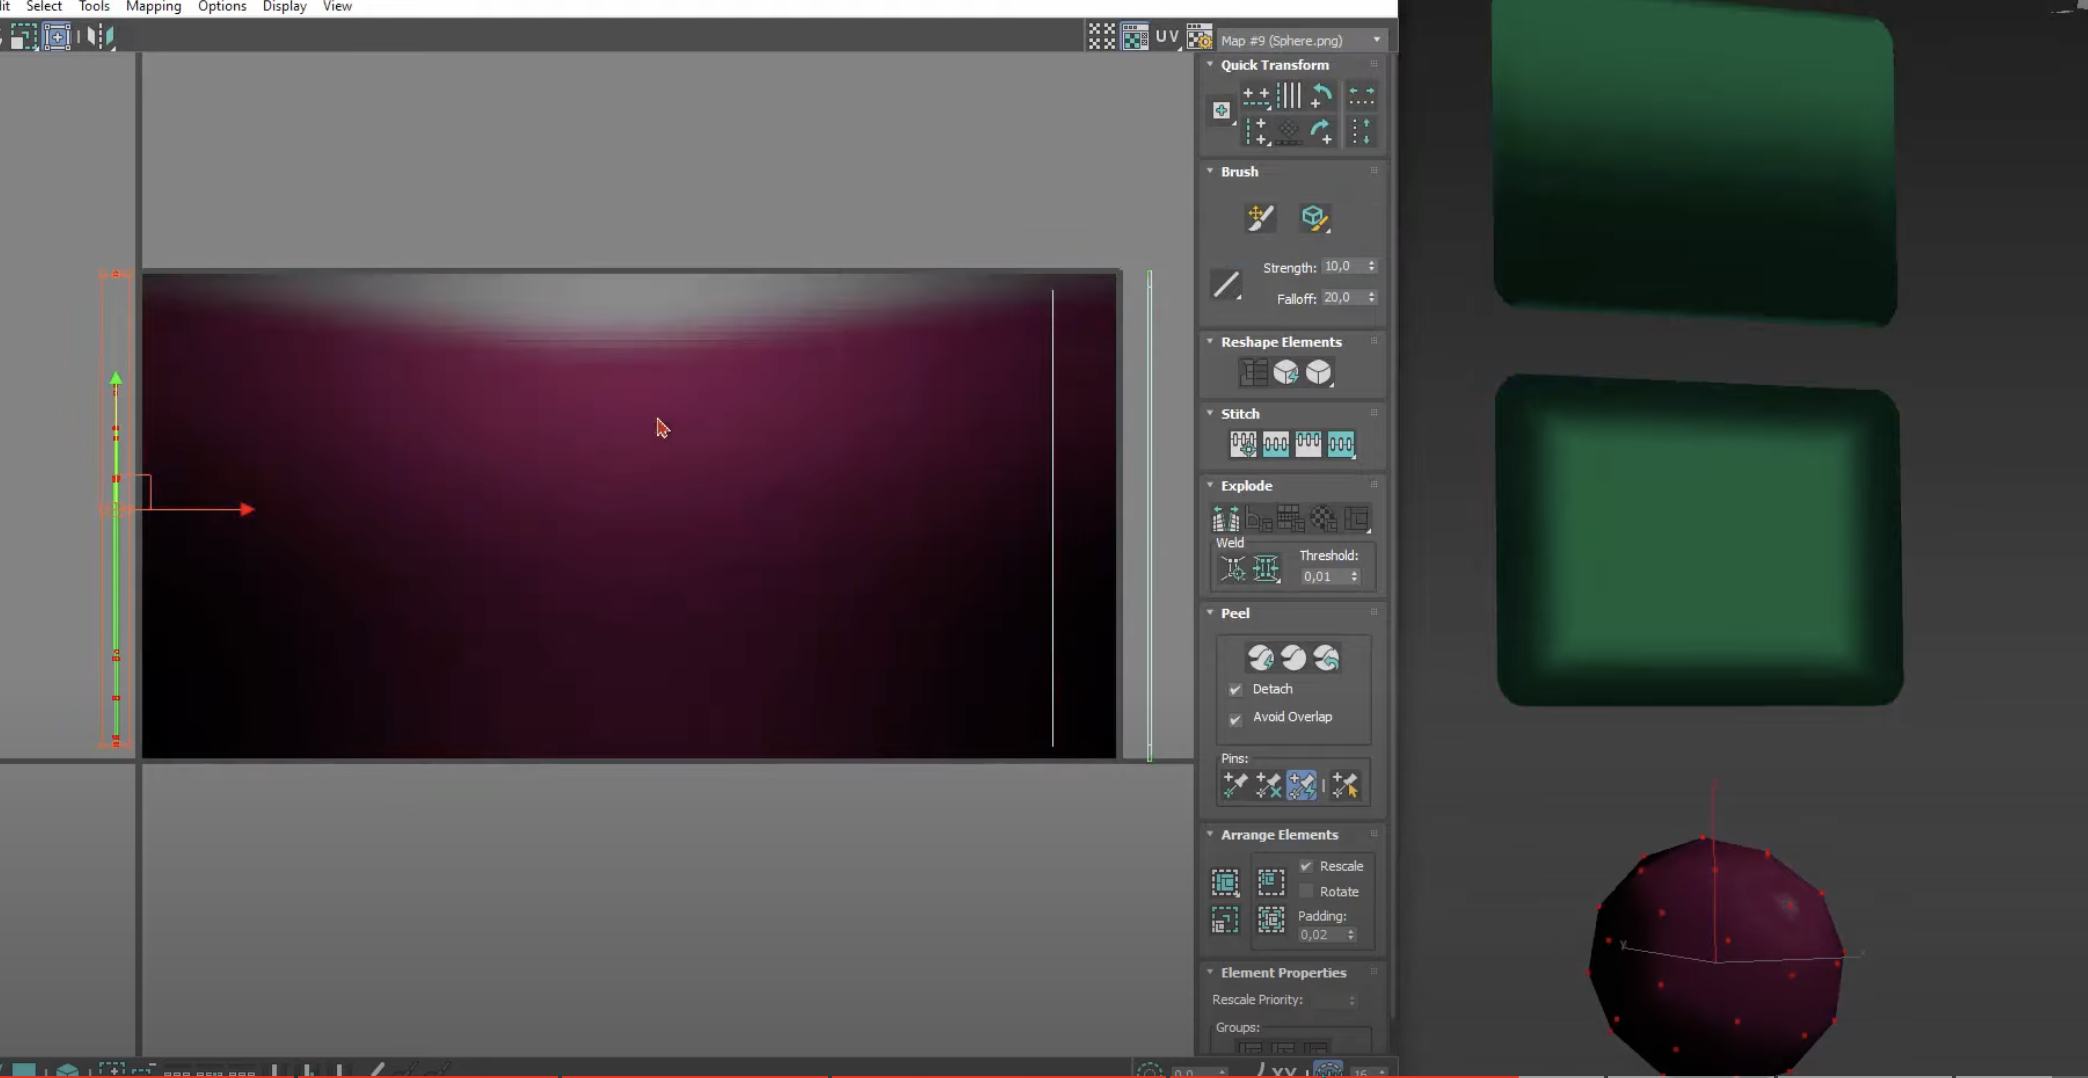 Select Tools Mapping Options Display View
UV Map #9 (Sphere.png)
Quick Transform
Brush
Strength: 10,0
Falloff: 20,0
Reshape Elements
Stitch
Explode
Weld
Threshold:
0,01
Peel
Detach
Avoid Overlap
Pins:
Arrange Elements
Rescale
Rotate
Padding:
0,02
Element Properties
Rescale Priority:
Groups:
XY
y
x